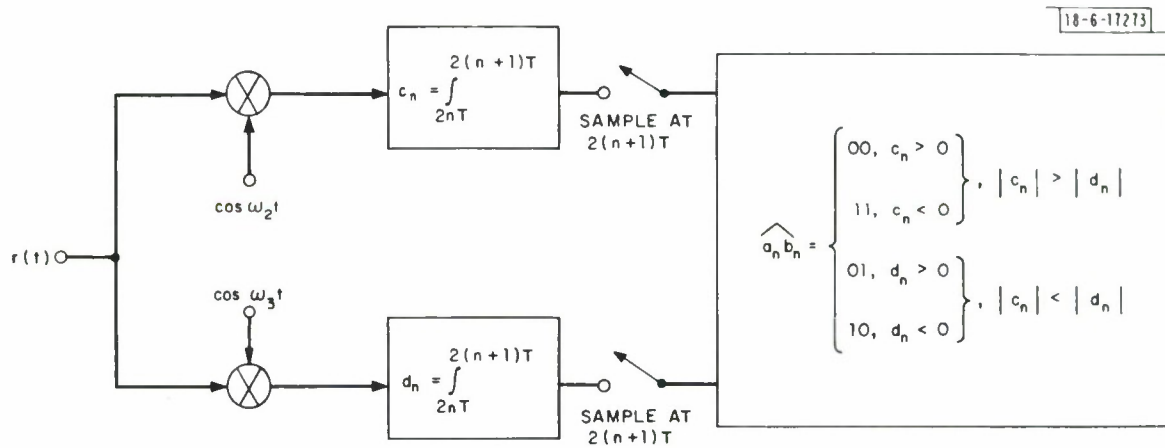 18-6-17273
2(n+1)T
c_n = ∫
2nT
SAMPLE AT
2(n+1)T
cos ω₂t
r(t)
cos ω₃t
2(n+1)T
d_n = ∫
2nT
SAMPLE AT
2(n+1)T
00, c_n > 0
11, c_n < 0
, |c_n| > |d_n|
\widehat{a_n b_n} =
01, d_n > 0
10, d_n < 0
, |c_n| < |d_n|